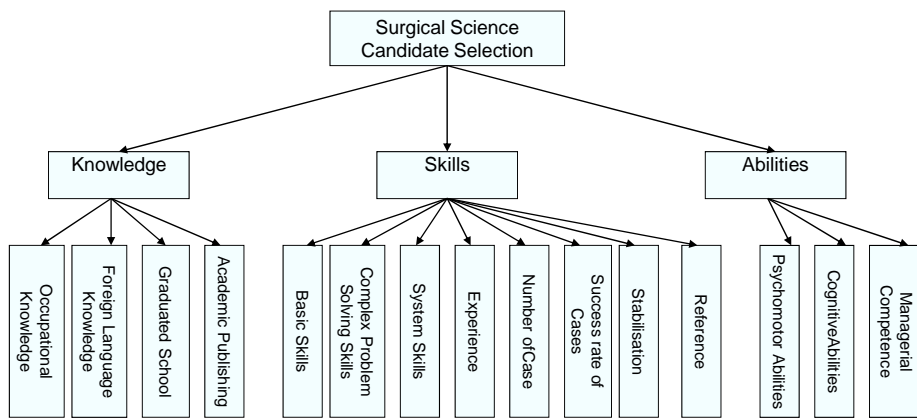 Surgical Science
Candidate Selection
Knowledge
Skills
Abilities
Occupational
Knowledge
Foreign Language
Knowledge
Graduated School
Academic Publishing
Basic Skills
Complex Problem
Solving Skills
System Skills
Experience
Number ofCase
Success rate of
Cases
Stabilisation
Reference
Psychomotor Abilities
CognitiveAbilities
Managerial
Competence